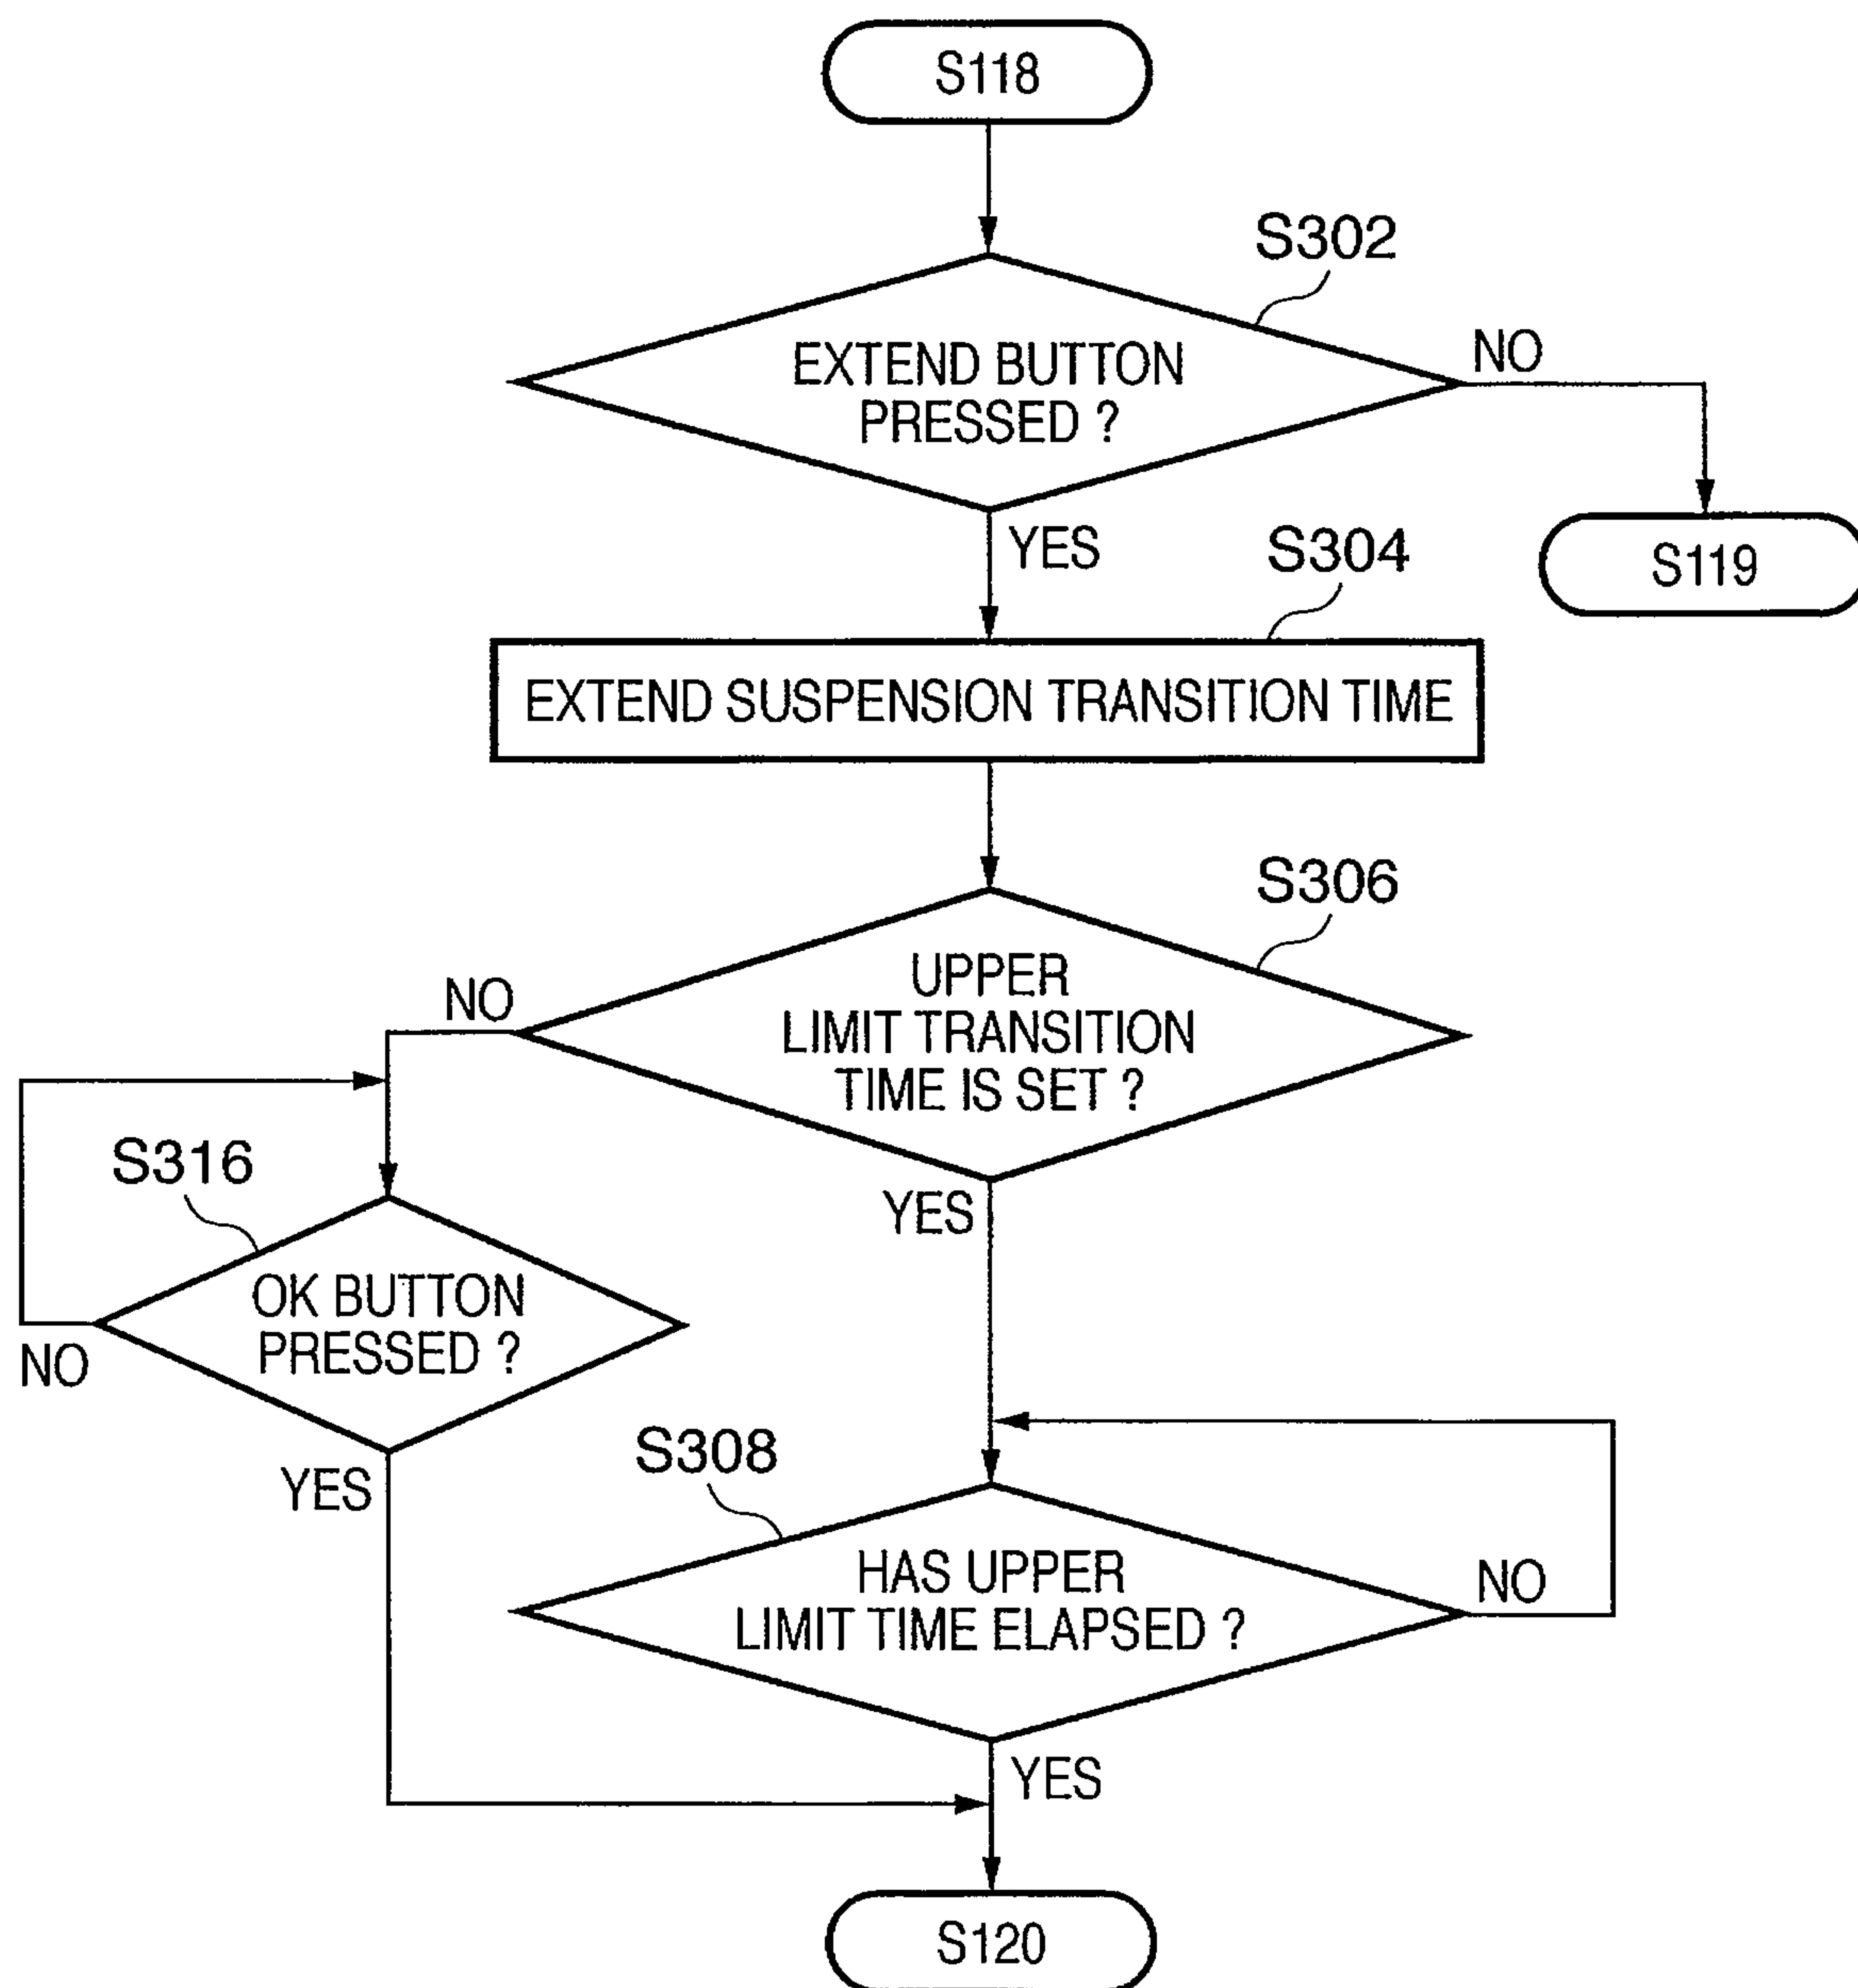 S118
S302
EXTEND BUTTON
PRESSED ?
NO
YES
S119
S304
EXTEND SUSPENSION TRANSITION TIME
S306
UPPER
LIMIT TRANSITION
TIME IS SET ?
NO
YES
S316
OK BUTTON
PRESSED ?
NO
YES
S308
HAS UPPER
LIMIT TIME ELAPSED ?
NO
YES
S120